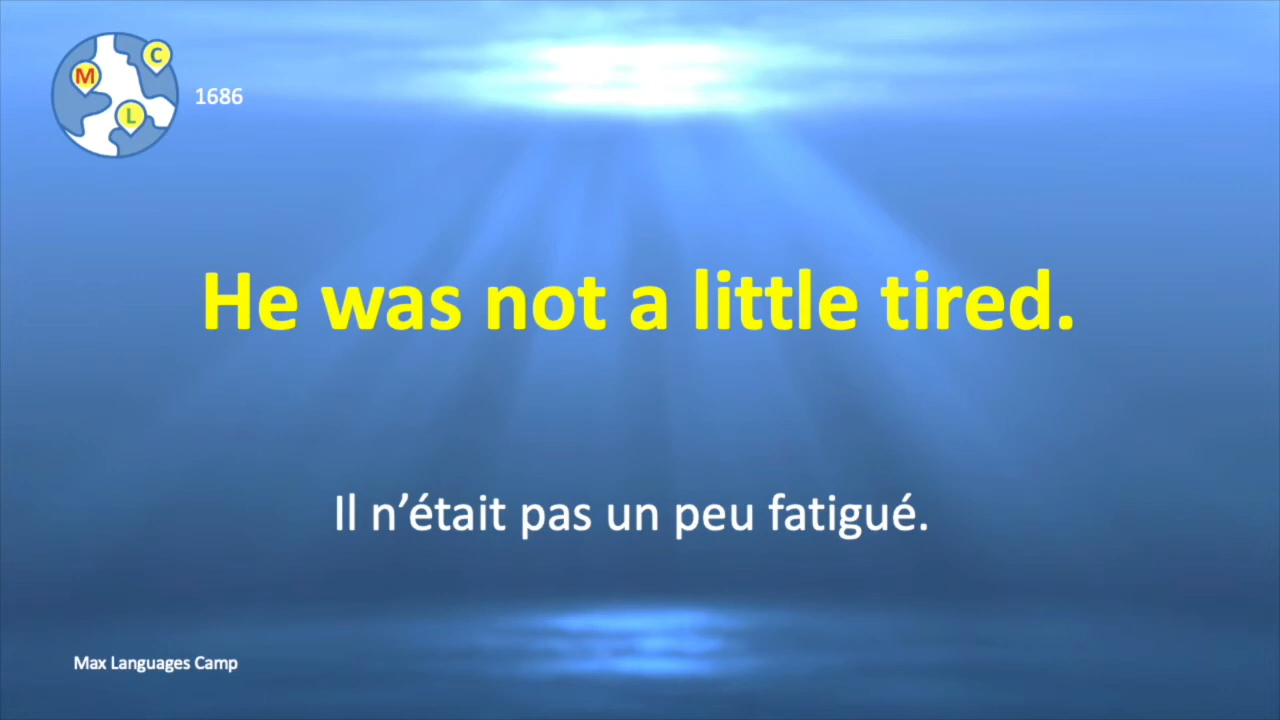 M
C
L
1686
He was not a little tired.
Il n’était pas un peu fatigué.
Max Languages Camp